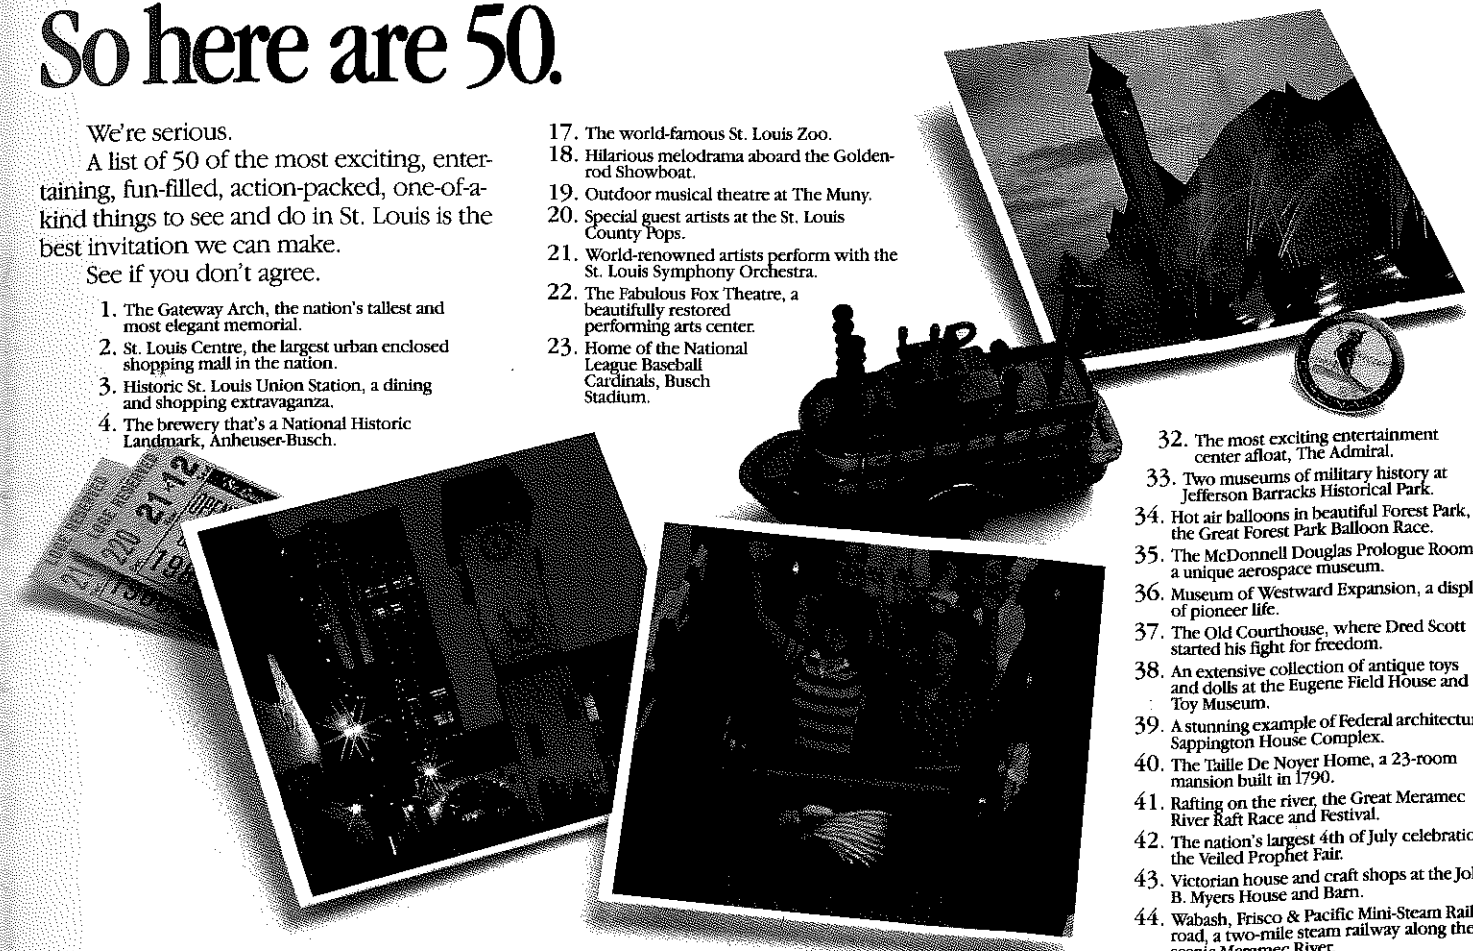 So here are 50.
We're serious.
A list of 50 of the most exciting, enter-
taining, fun-filled, action-packed, one-of-a-
kind things to see and do in St. Louis is the
best invitation we can make.
See if you don't agree.
1. The Gateway Arch, the nation's tallest and
most elegant memorial.
2. St. Louis Centre, the largest urban enclosed
shopping mall in the nation.
3. Historic St. Louis Union Station, a dining
and shopping extravaganza.
4. The brewery that's a National Historic
Landmark, Anheuser-Busch.
17. The world-famous St. Louis Zoo.
18. Hilarious melodrama aboard the Golden-
rod Showboat.
19. Outdoor musical theatre at The Muny.
20. Special guest artists at the St. Louis
County Pops.
21. World-renowned artists perform with the
St. Louis Symphony Orchestra.
22. The Fabulous Fox Theatre, a
beautifully restored
performing arts center.
23. Home of the National
League Baseball
Cardinals, Busch
Stadium.
32. The most exciting entertainment
center afloat, The Admiral.
33. Two museums of military history at
Jefferson Barracks Historical Park.
34. Hot air balloons in beautiful Forest Park,
the Great Forest Park Balloon Race.
35. The McDonnell Douglas Prologue Room
a unique aerospace museum.
36. Museum of Westward Expansion, a displ
of pioneer life.
37. The Old Courthouse, where Dred Scott
started his fight for freedom.
38. An extensive collection of antique toys
and dolls at the Eugene Field House and
Toy Museum.
39. A stunning example of Federal architectu
Sappington House Complex.
40. The Taille De Noyer Home, a 23-room
mansion built in 1790.
41. Rafting on the river, the Great Meramec
River Raft Race and Festival.
42. The nation's largest 4th of July celebratio
the Veiled Prophet Fair.
43. Victorian house and craft shops at the Jo
B. Myers House and Barn.
44. Wabash, Frisco & Pacific Mini-Steam Rail
road, a two-mile steam railway along the
scenic Meramec River
LOGE RESERVED
LOGE RESERVED
21-12
220
OPEN
21